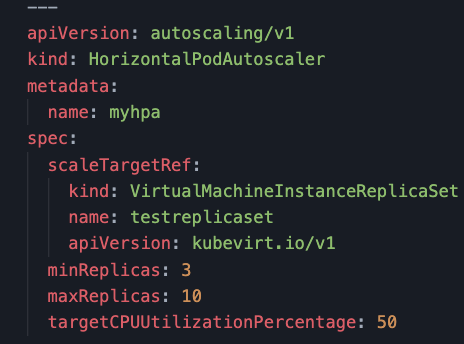 ---
apiVersion: autoscaling/v1
kind: HorizontalPodAutoscaler
metadata:
  name: myhpa
spec:
  scaleTargetRef:
    kind: VirtualMachineInstanceReplicaSet
    name: testreplicaset
    apiVersion: kubevirt.io/v1
  minReplicas: 3
  maxReplicas: 10
  targetCPUUtilizationPercentage: 50